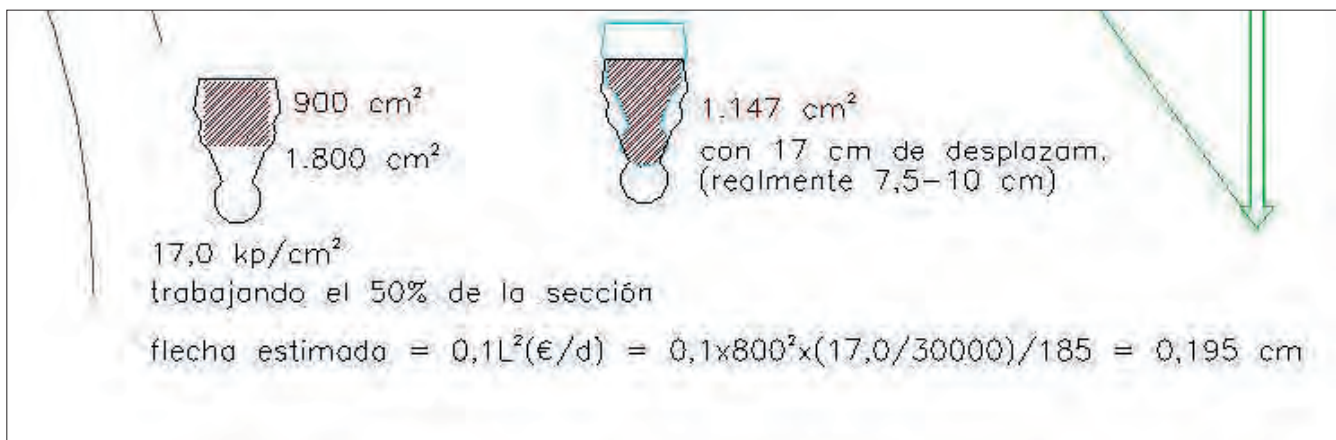 900 cm²
1.800 cm²
1.147 cm²
con 17 cm de desplazam.
(realmente 7,5-10 cm)
17,0 kp/cm²
trabajando el 50% de la sección
flecha estimada = 0,1L²(€/d) = 0,1x800²x(17,0/30000)/185 = 0,195 cm